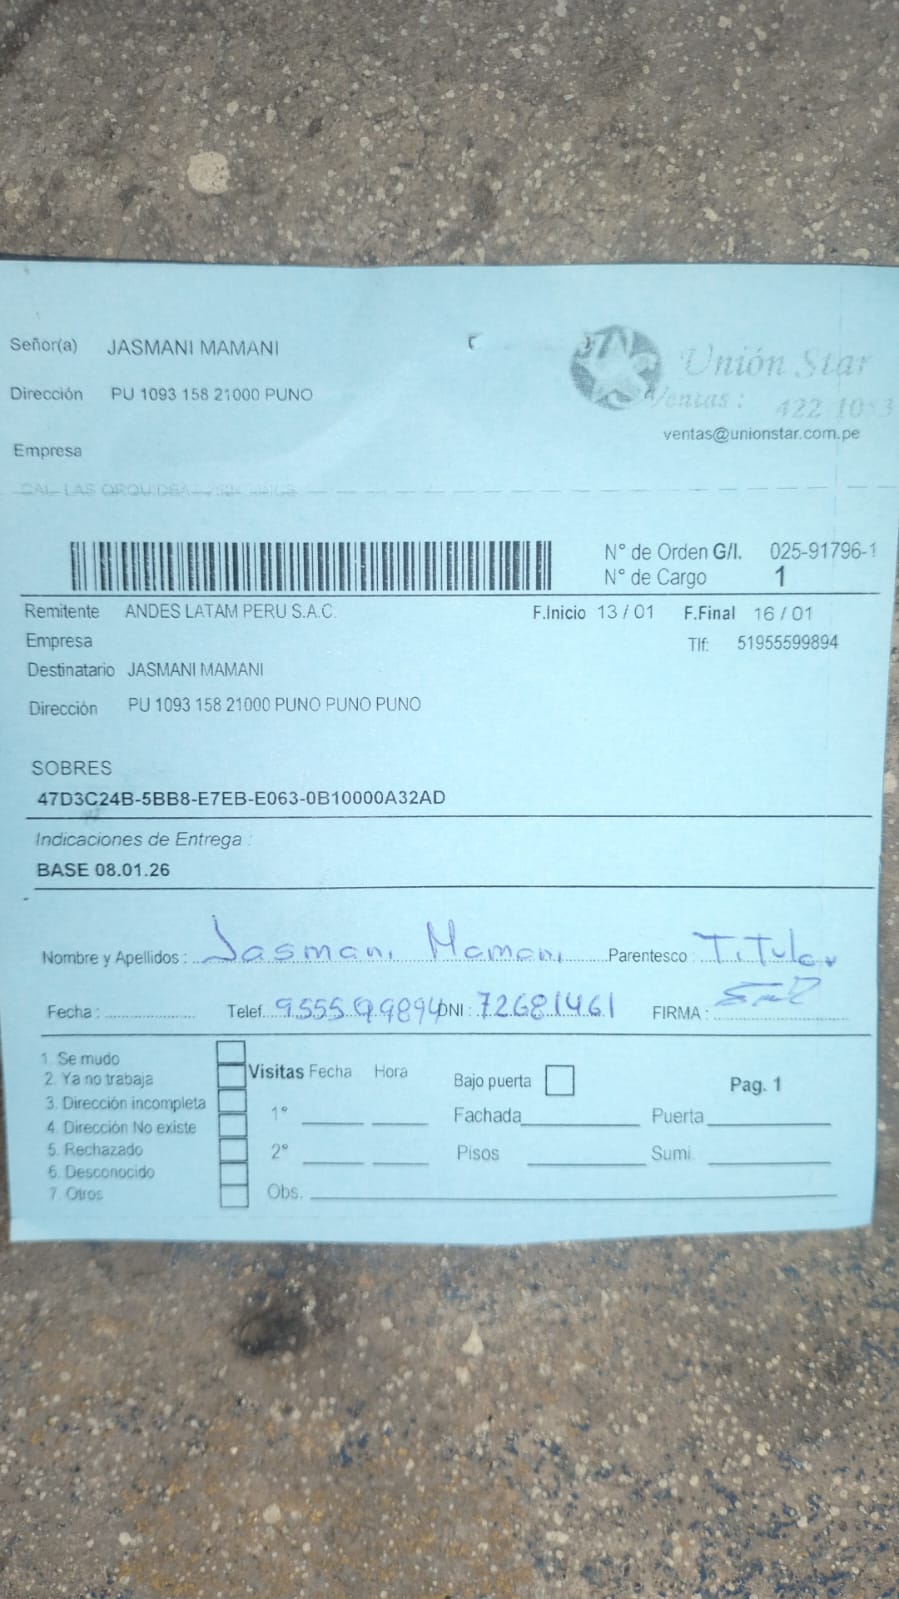 Señor(a) JASMANI MAMANI
Unión Star
Dirección PU 1093 158 21000 PUNO
Ventas : 422 1053
ventas@unionstar.com.pe
Empresa
CAL LAS ORQUIDEA
N° de Orden G/I. 025-91796-1
N° de Cargo 1
Remitente ANDES LATAM PERU S.A.C. F.Inicio 13 / 01 F.Final 16 / 01
Empresa Tlf: 51955599894
Destinatario JASMANI MAMANI
Dirección PU 1093 158 21000 PUNO PUNO PUNO
SOBRES
47D3C24B-5BB8-E7EB-E063-0B10000A32AD
Indicaciones de Entrega :
BASE 08.01.26
Nombre y Apellidos : Jasmani Mamani Parentesco : Titular
Fecha : Telef. 955599894 DNI : 72681461 FIRMA :
1. Se mudo
2. Ya no trabaja
3. Dirección incompleta
4. Dirección No existe
5. Rechazado
6. Desconocido
7. Otros
Visitas Fecha Hora
1°
2°
Obs.
Bajo puerta Pag. 1
Fachada Puerta
Pisos Sumi.